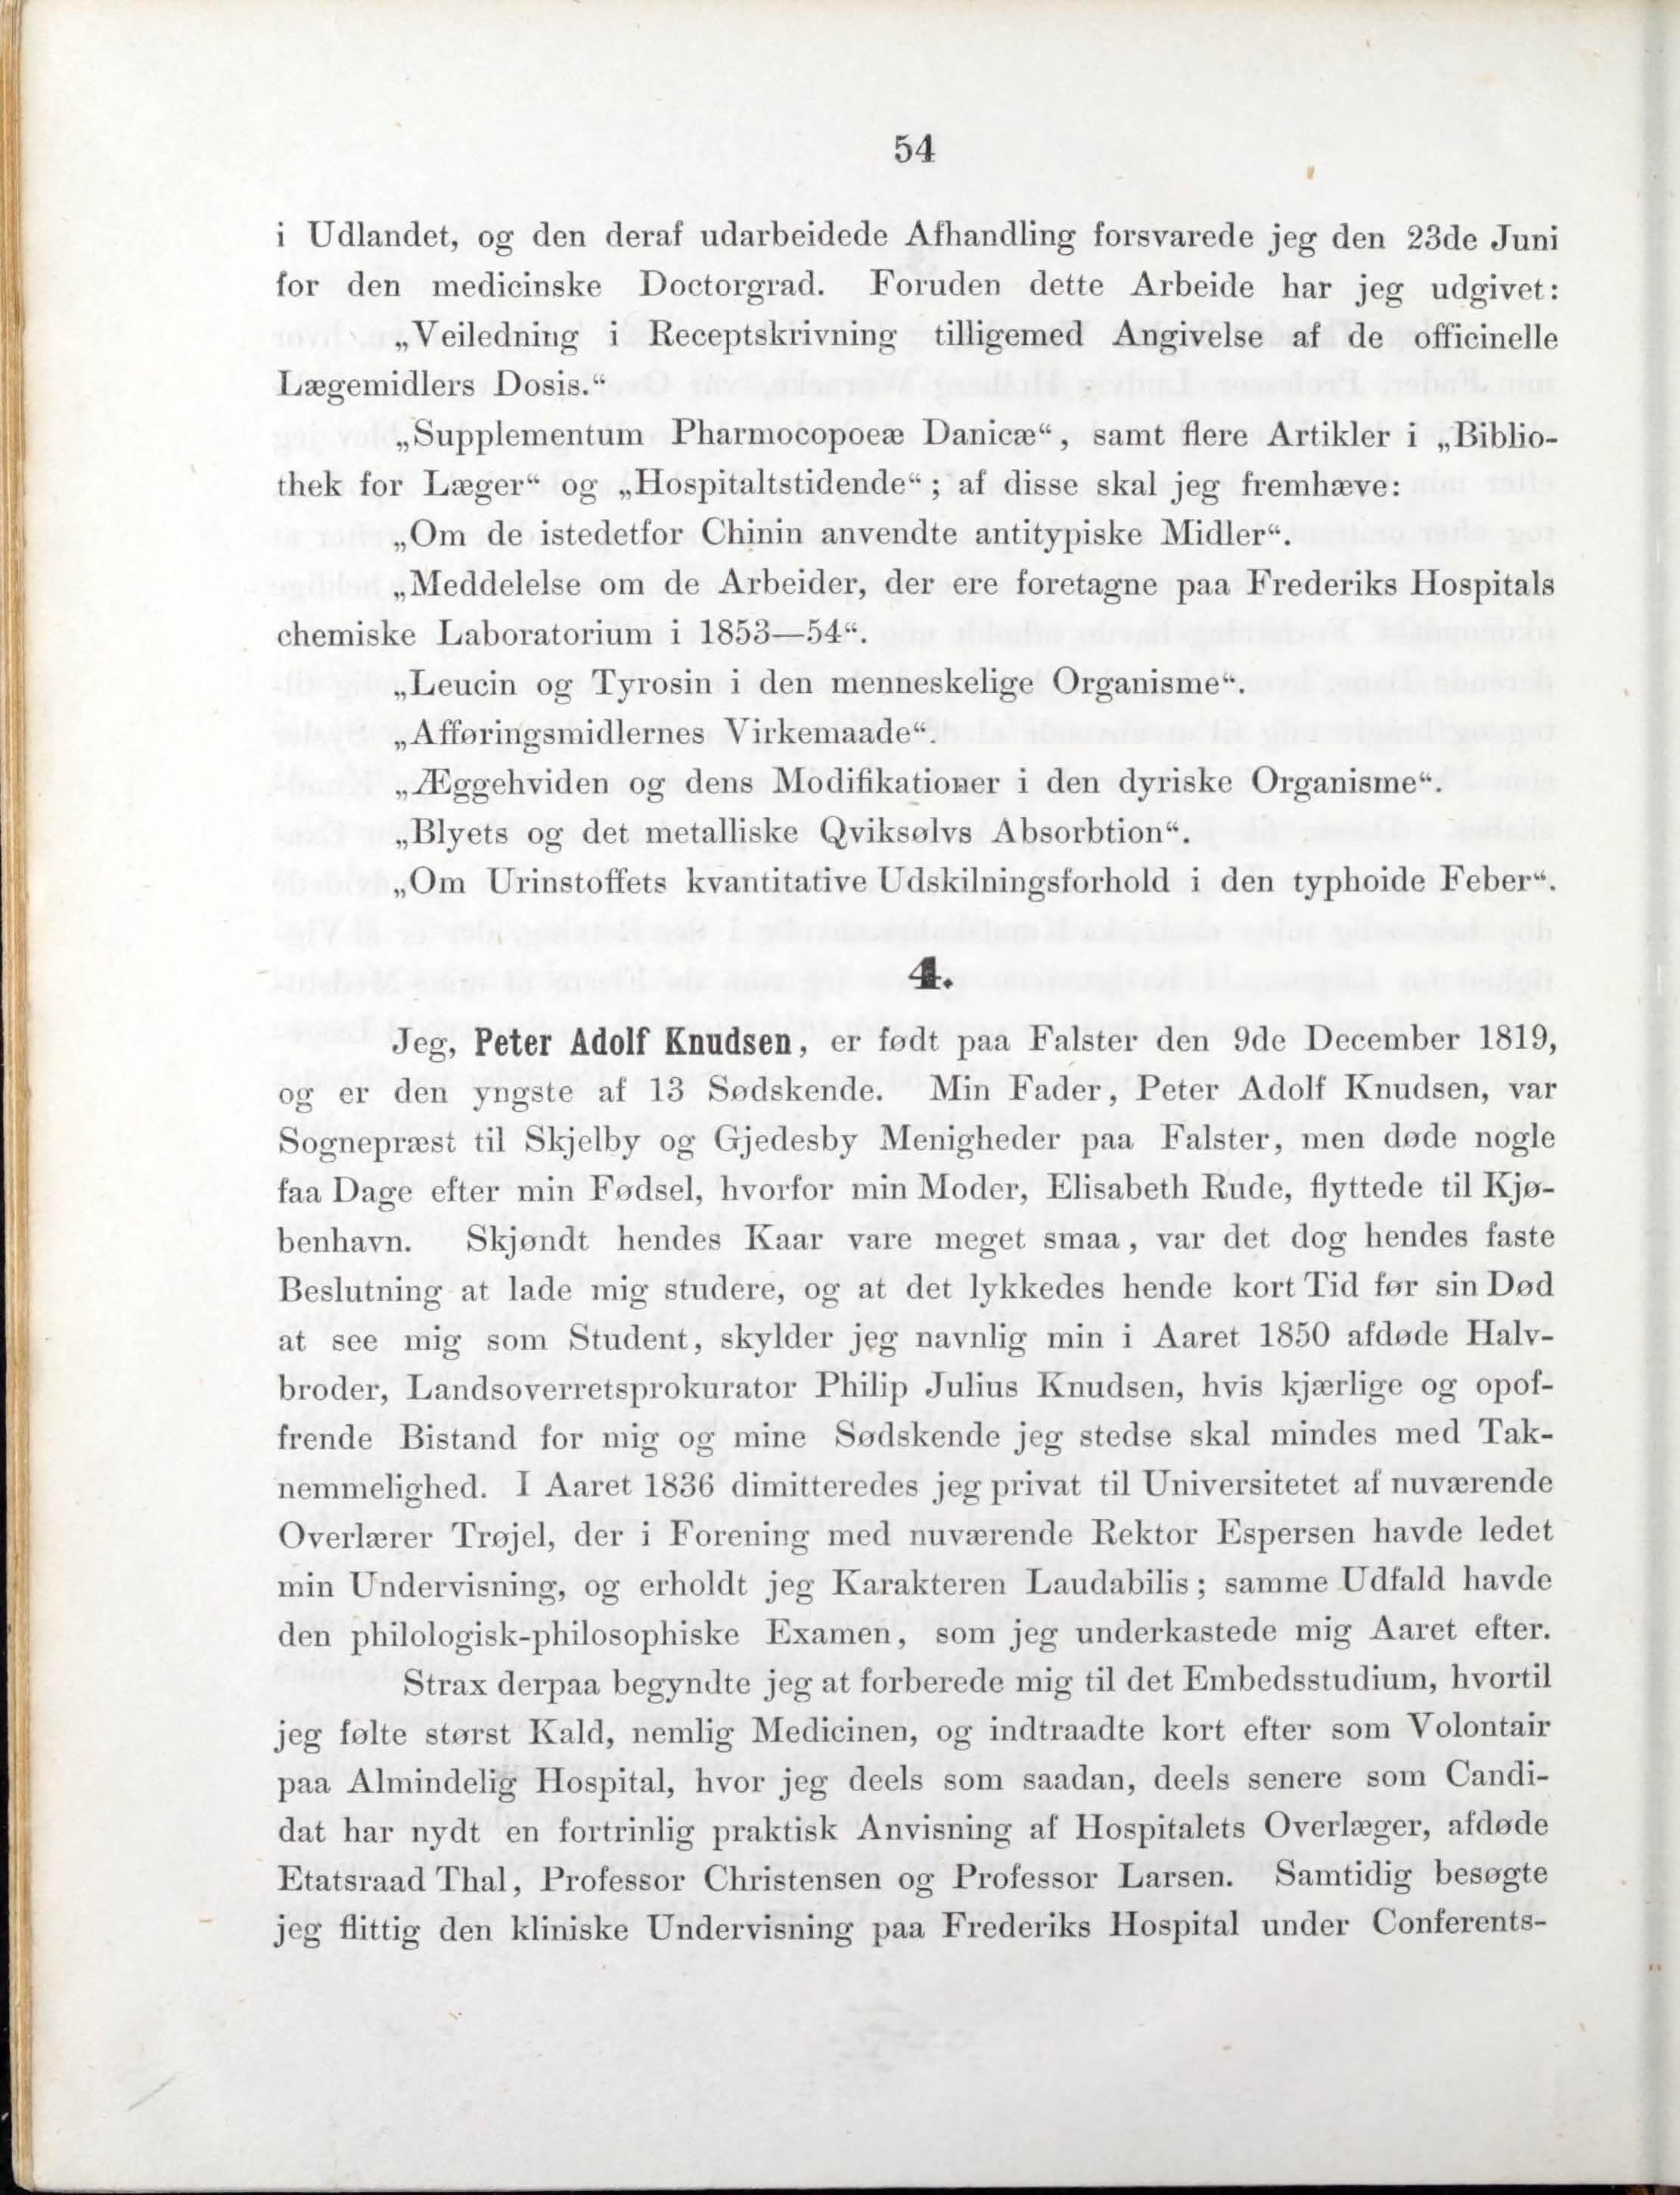 54
i Udlandet, og den deraf udarbeidede Afhandling forsvarede jeg den 23de Juni
for den medicinske Doctorgrad. Foruden dette Arbeide har jeg udgivet:
„Veiledning i Receptskrivning tilligemed Angivelse af de officinelle
Lægemidlers Dosis.“
„Supplementum Pharmocopoeæ Danicæ“, samt flere Artikler i „Biblio-
thek for Læger“ og „Hospitaltstidende“; af disse skal jeg fremhæve:
„Om de istedetfor Chinin anvendte antitypiske Midler“.
„Meddelelse om de Arbeider, der ere foretagne paa Frederiks Hospitals
chemiske Laboratorium i 1853—54“.
„Leucin og Tyrosin i den menneskelige Organisme“.
„Afføringsmidlernes Virkemaade“.
„Æggehviden og dens Modifikationer i den dyriske Organisme“.
„Blyets og det metalliske Qviksølvs Absorbtion“.
„Om Urinstoffets kvantitative Udskilningsforhold i den typhoide Feber“.
4.
Jeg, Peter Adolf Knudsen, er født paa Falster den 9de December 1819,
og er den yngste af 13 Sødskende. Min Fader, Peter Adolf Knudsen, var
Sognepræst til Skjelby og Gjedesby Menigheder paa Falster, men døde nogle
faa Dage efter min Fødsel, hvorfor min Moder, Elisabeth Rude, flyttede til Kjø-
benhavn. Skjøndt hendes Kaar vare meget smaa, var det dog hendes faste
Beslutning at lade mig studere, og at det lykkedes hende kort Tid før sin Død
at see mig som Student, skylder jeg navnlig min i Aaret 1850 afdøde Halv-
broder, Landsoverretsprokurator Philip Julius Knudsen, hvis kjærlige og opof-
frende Bistand for mig og mine Sødskende jeg stedse skal mindes med Tak-
nemmelighed. I Aaret 1836 dimitteredes jeg privat til Universitetet af nuværende
Overlærer Trøjel, der i Forening med nuværende Rektor Espersen havde ledet
min Undervisning, og erholdt jeg Karakteren Laudabilis; samme Udfald havde
den philologisk-philosophiske Examen, som jeg underkastede mig Aaret efter.
Strax derpaa begyndte jeg at forberede mig til det Embedsstudium, hvortil
jeg følte størst Kald, nemlig Medicinen, og indtraadte kort efter som Volontair
paa Almindelig Hospital, hvor jeg deels som saadan, deels senere som Candi-
dat har nydt en fortrinlig praktisk Anvisning af Hospitalets Overlæger, afdøde
Etatsraad Thal, Professor Christensen og Professor Larsen. Samtidig besøgte
jeg flittig den kliniske Undervisning paa Frederiks Hospital under Conferents-